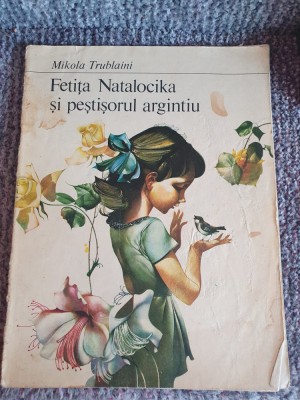 Mikola Trublaini
Fetița Natalocika
și peștișorul argintiu